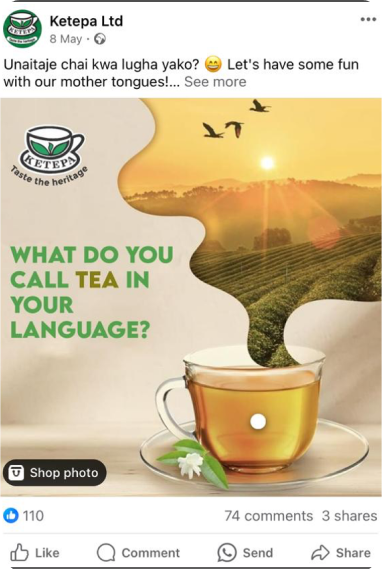 Ketepa Ltd
8 May
Unaitaje chai kwa lugha yako? 😄 Let's have some fun
with our mother tongues!... See more
KETEPA
Taste the heritage
WHAT DO YOU
CALL TEA IN
YOUR
LANGUAGE?
Shop photo
110
74 comments 3 shares
Like
Comment
Send
Share